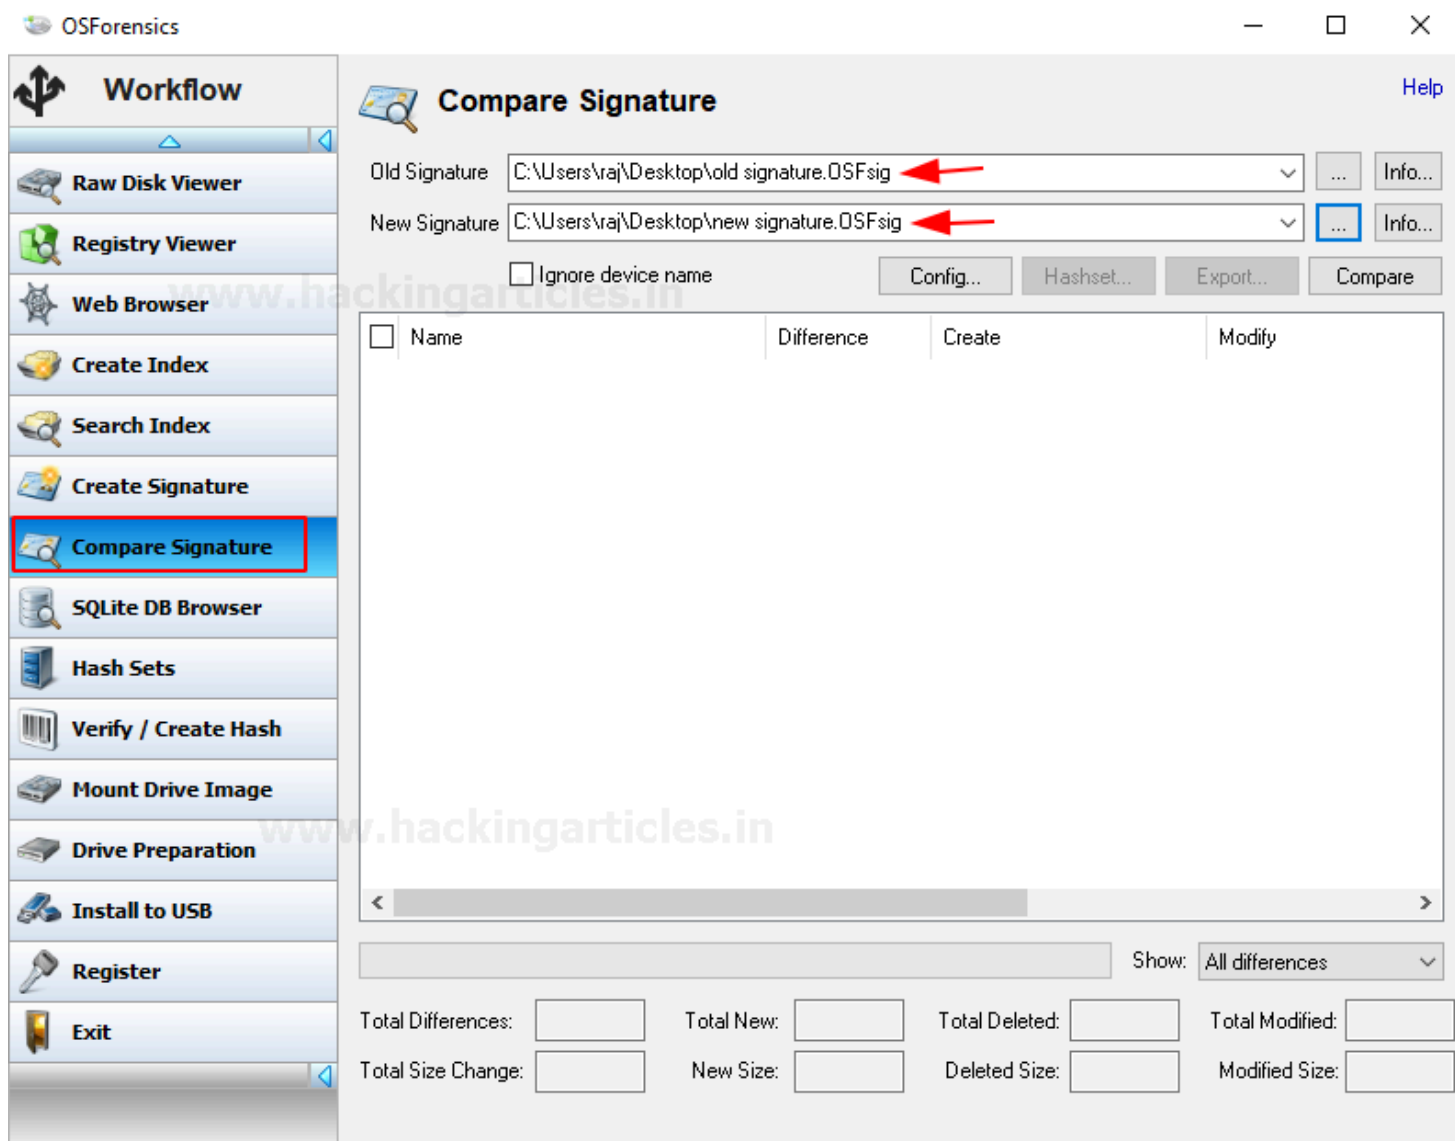 OSForensics
Workflow
Raw Disk Viewer
Registry Viewer
Web Browser
Create Index
Search Index
Create Signature
Compare Signature
SQLite DB Browser
Hash Sets
Verify / Create Hash
Mount Drive Image
Drive Preparation
Install to USB
Register
Exit
Compare Signature
Help
Old Signature C:\Users\raj\Desktop\old signature.OSFsig ... Info...
New Signature C:\Users\raj\Desktop\new signature.OSFsig ... Info...
Ignore device name Config... Hashset... Export... Compare
www.hackingarticles.in
Name Difference Create Modify
www.hackingarticles.in
Show: All differences
Total Differences: Total New: Total Deleted: Total Modified:
Total Size Change: New Size: Deleted Size: Modified Size: